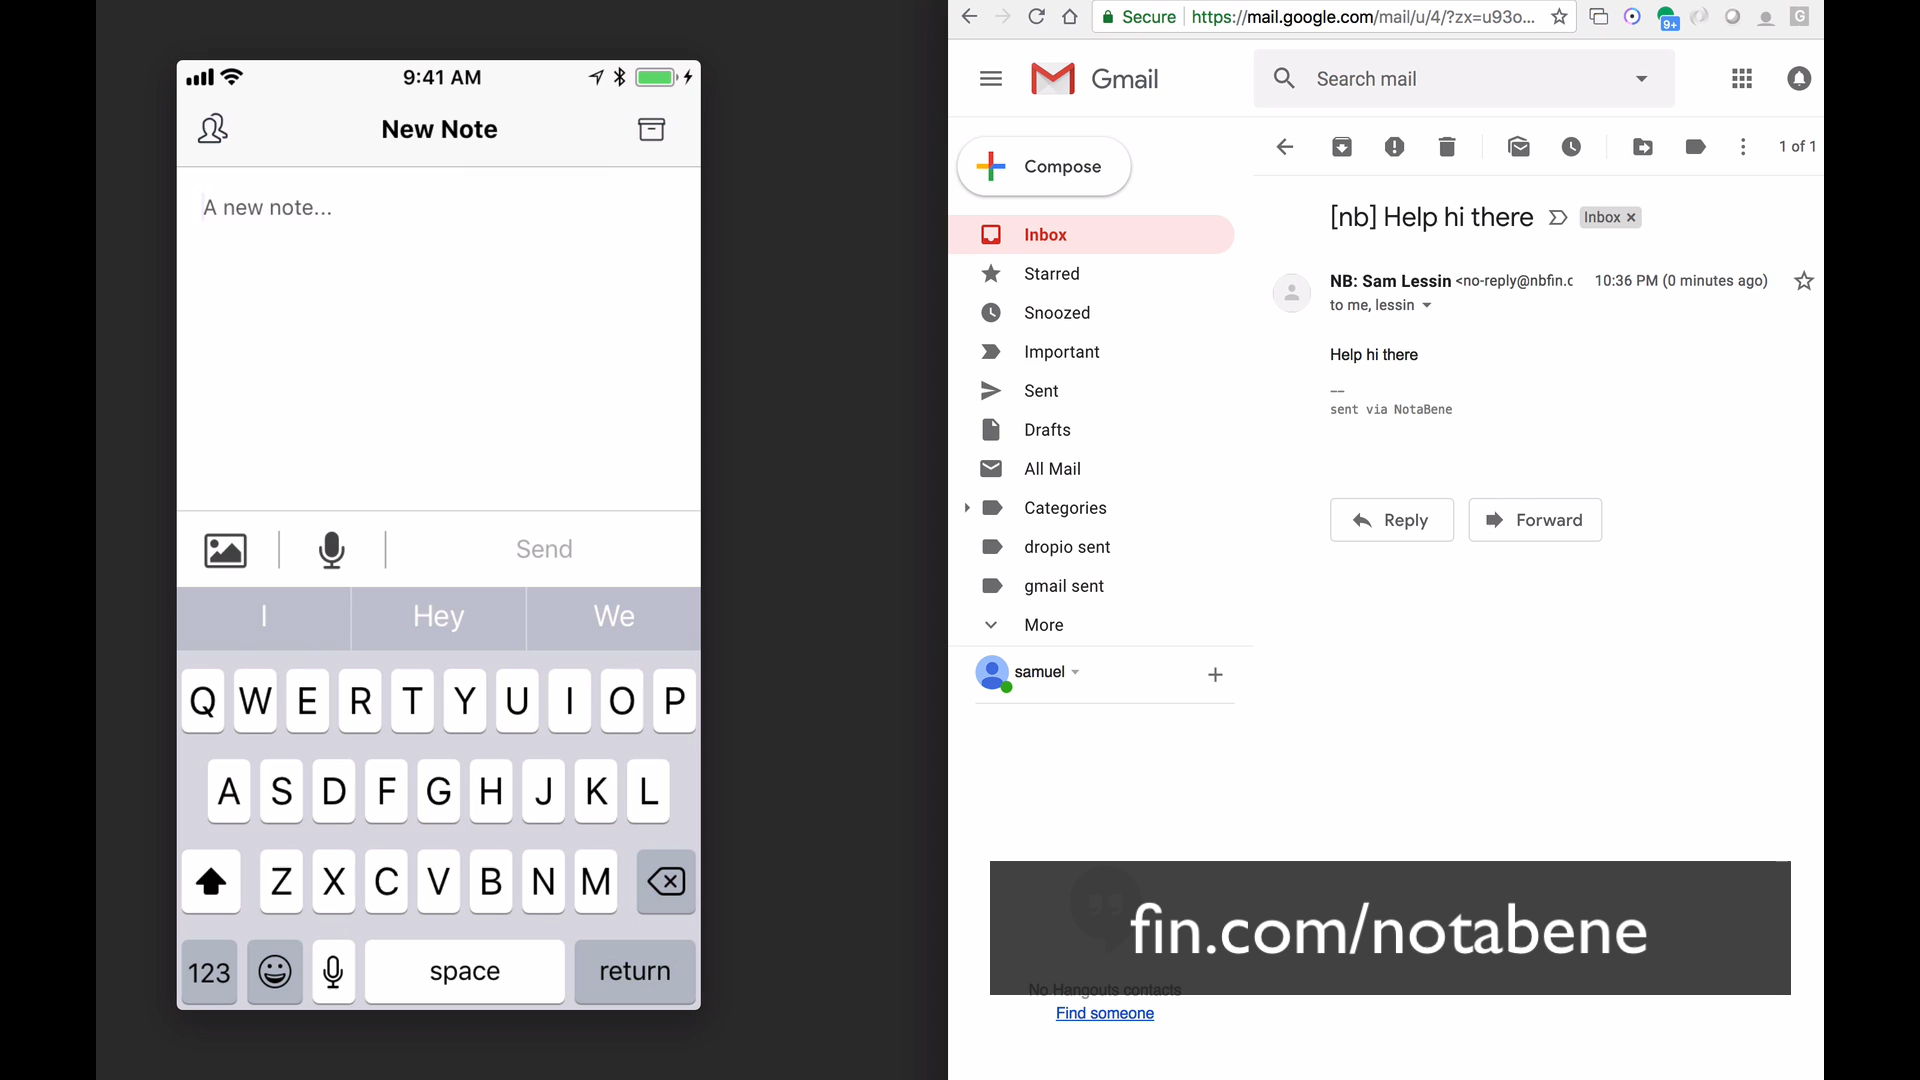 9:41 AM
New Note
A new note...
Send
I
Hey
We
Q W E R T Y U I O P
A S D F G H J K L
Z X C V B N M
123
space
return
Secure
https://mail.google.com/mail/u/4/?zx=u93o...
9+
G
Gmail
Search mail
Compose
1 of 1
Inbox
Starred
Snoozed
Important
Sent
Drafts
All Mail
Categories
dropio sent
gmail sent
More
samuel
[nb] Help hi there
Inbox x
NB: Sam Lessin <no-reply@nbfin.c
10:36 PM (0 minutes ago)
to me, lessin
Help hi there
--
sent via NotaBene
Reply
Forward
fin.com/notabene
No Hangouts contacts
Find someone